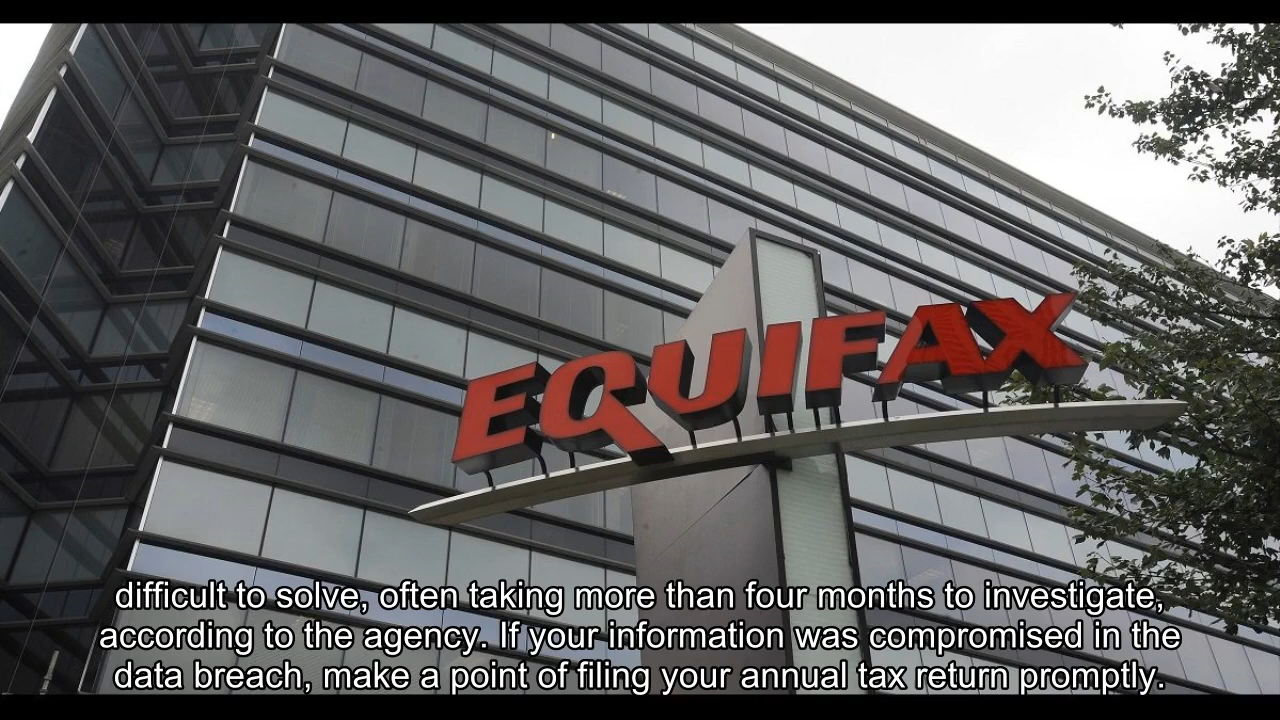 EQUIFAX
difficult to solve, often taking more than four months to investigate,
according to the agency. If your information was compromised in the
data breach, make a point of filing your annual tax return promptly.